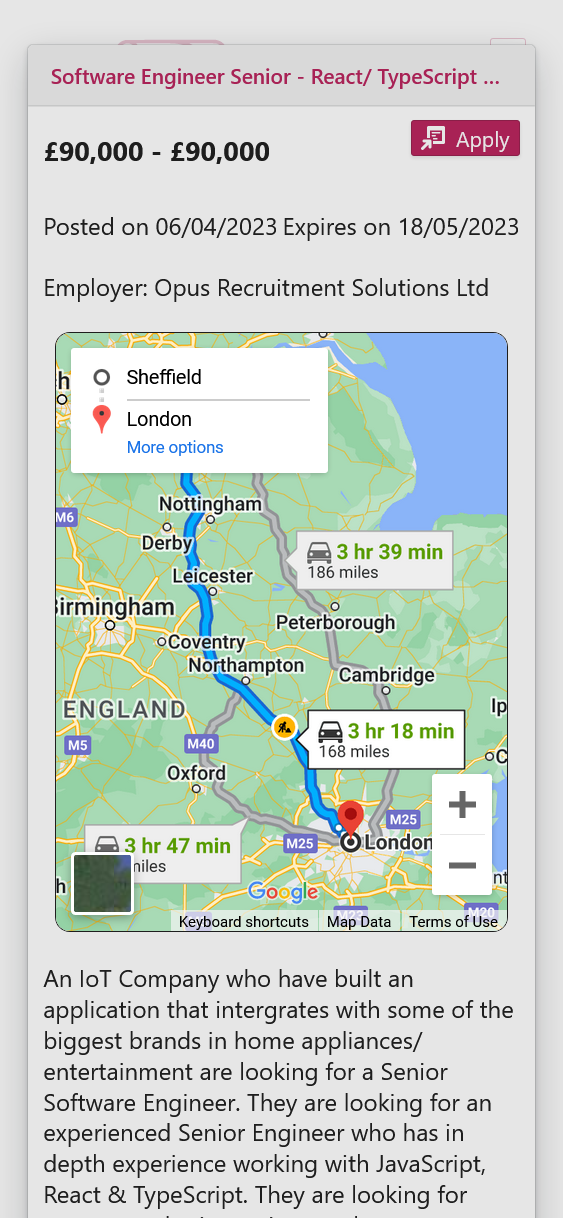 Software Engineer Senior - React/ TypeScript ...
£90,000 - £90,000
Apply
Posted on 06/04/2023 Expires on 18/05/2023
Employer: Opus Recruitment Solutions Ltd
Sheffield
London
More options
Nottingham
M6
Derby
3 hr 39 min
186 miles
Leicester
Birmingham
Peterborough
Coventry
Northampton
Cambridge
ENGLAND
3 hr 18 min
168 miles
M5
M40
Oxford
M25
3 hr 47 min
miles
M25
London
Google
Keyboard shortcuts
Map Data
Terms of Use
M20
An IoT Company who have built an
application that intergrates with some of the
biggest brands in home appliances/
entertainment are looking for a Senior
Software Engineer. They are looking for an
experienced Senior Engineer who has in
depth experience working with JavaScript,
React & TypeScript. They are looking for